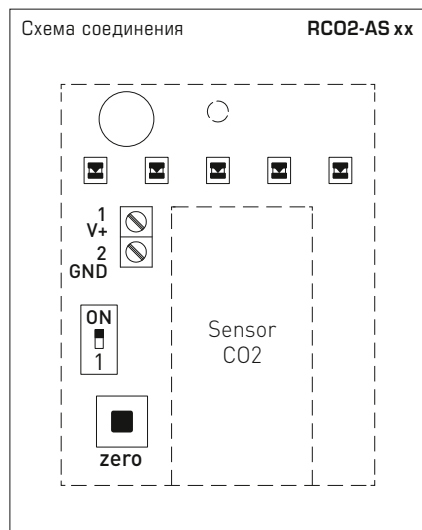 Схема соединения RCO2-AS xx
1
V+
2
GND
ON
1
Sensor
CO2
zero